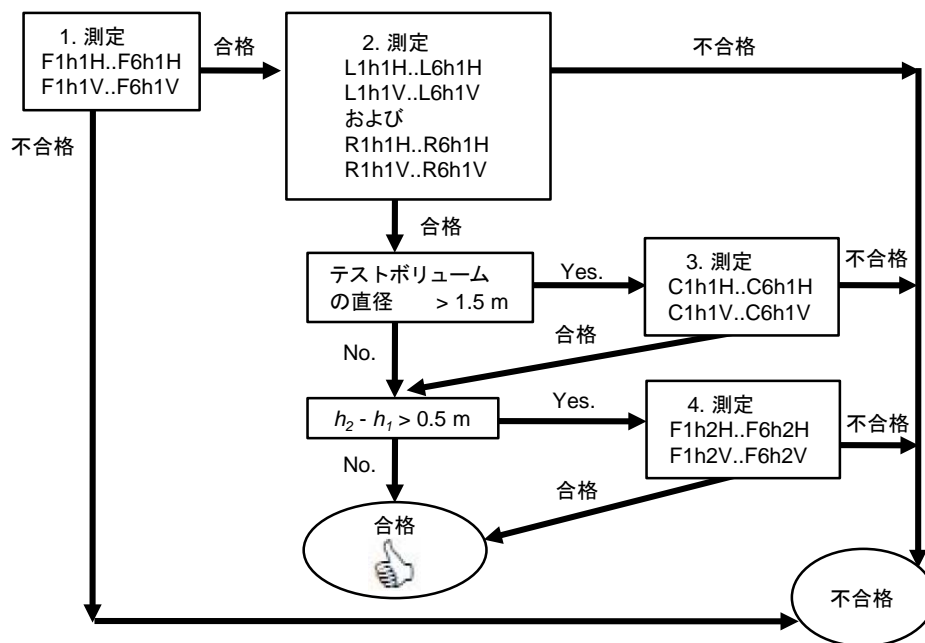 1. 測定
F1h1H..F6h1H
F1h1V..F6h1V
合格
2. 測定
L1h1H..L6h1H
L1h1V..L6h1V
および
R1h1H..R6h1H
R1h1V..R6h1V
不合格
不合格
合格
テストボリューム
の直径 > 1.5 m
Yes.
3. 測定
C1h1H..C6h1H
C1h1V..C6h1V
不合格
合格
No.
h2 - h1 > 0.5 m
Yes.
4. 測定
F1h2H..F6h2H
F1h2V..F6h2V
不合格
No.
合格
合格
不合格